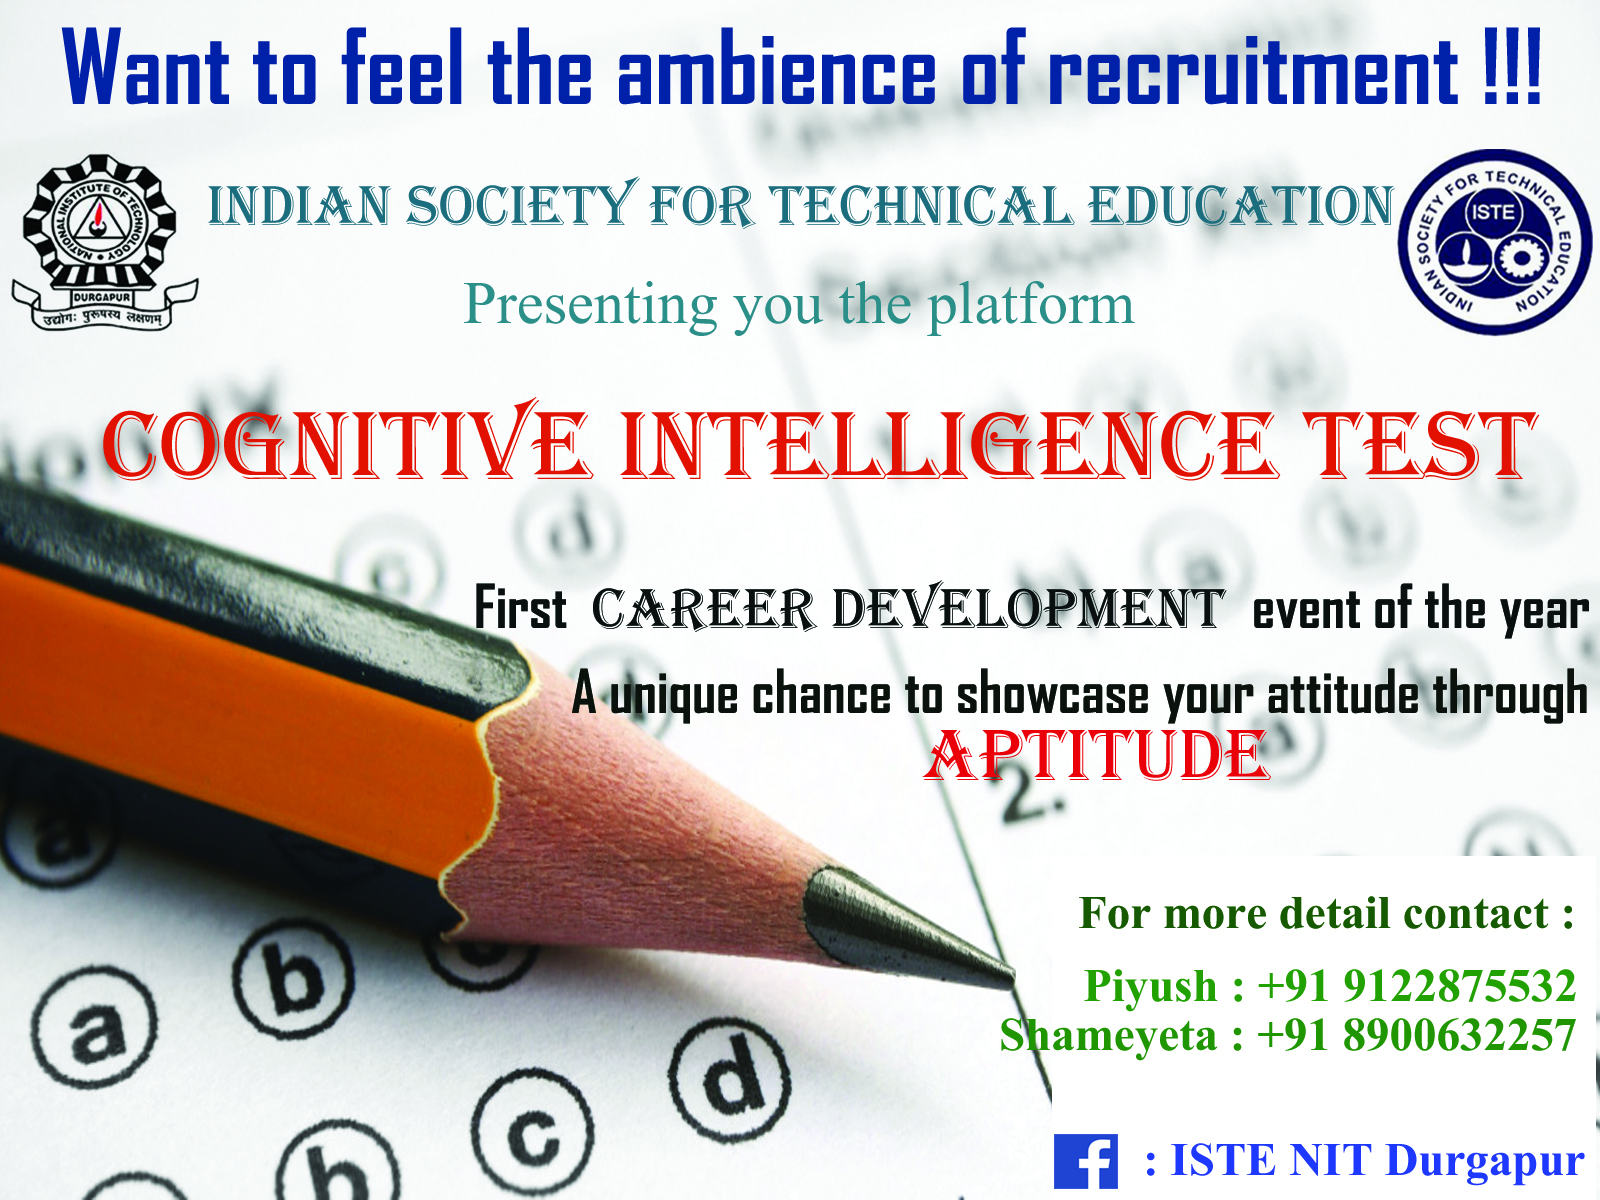 Want to feel the ambience of recruitment !!!
INDIAN SOCIETY FOR TECHNICAL EDUCATION
NATIONAL INSTITUTE OF TECHNOLOGY
DURGAPUR
उद्योगः पुरूषस्य लक्षणम्
INDIAN SOCIETY FOR TECHNICAL EDUCATION
ISTE
Presenting you the platform
COGNITIVE INTELLIGENCE TEST
First CAREER DEVELOPMENT event of the year
A unique chance to showcase your attitude through
APTITUDE
2.
For more detail contact :
Piyush : +91 9122875532
Shameyeta : +91 8900632257
f : ISTE NIT Durgapur
c d
a
a b
c d
b